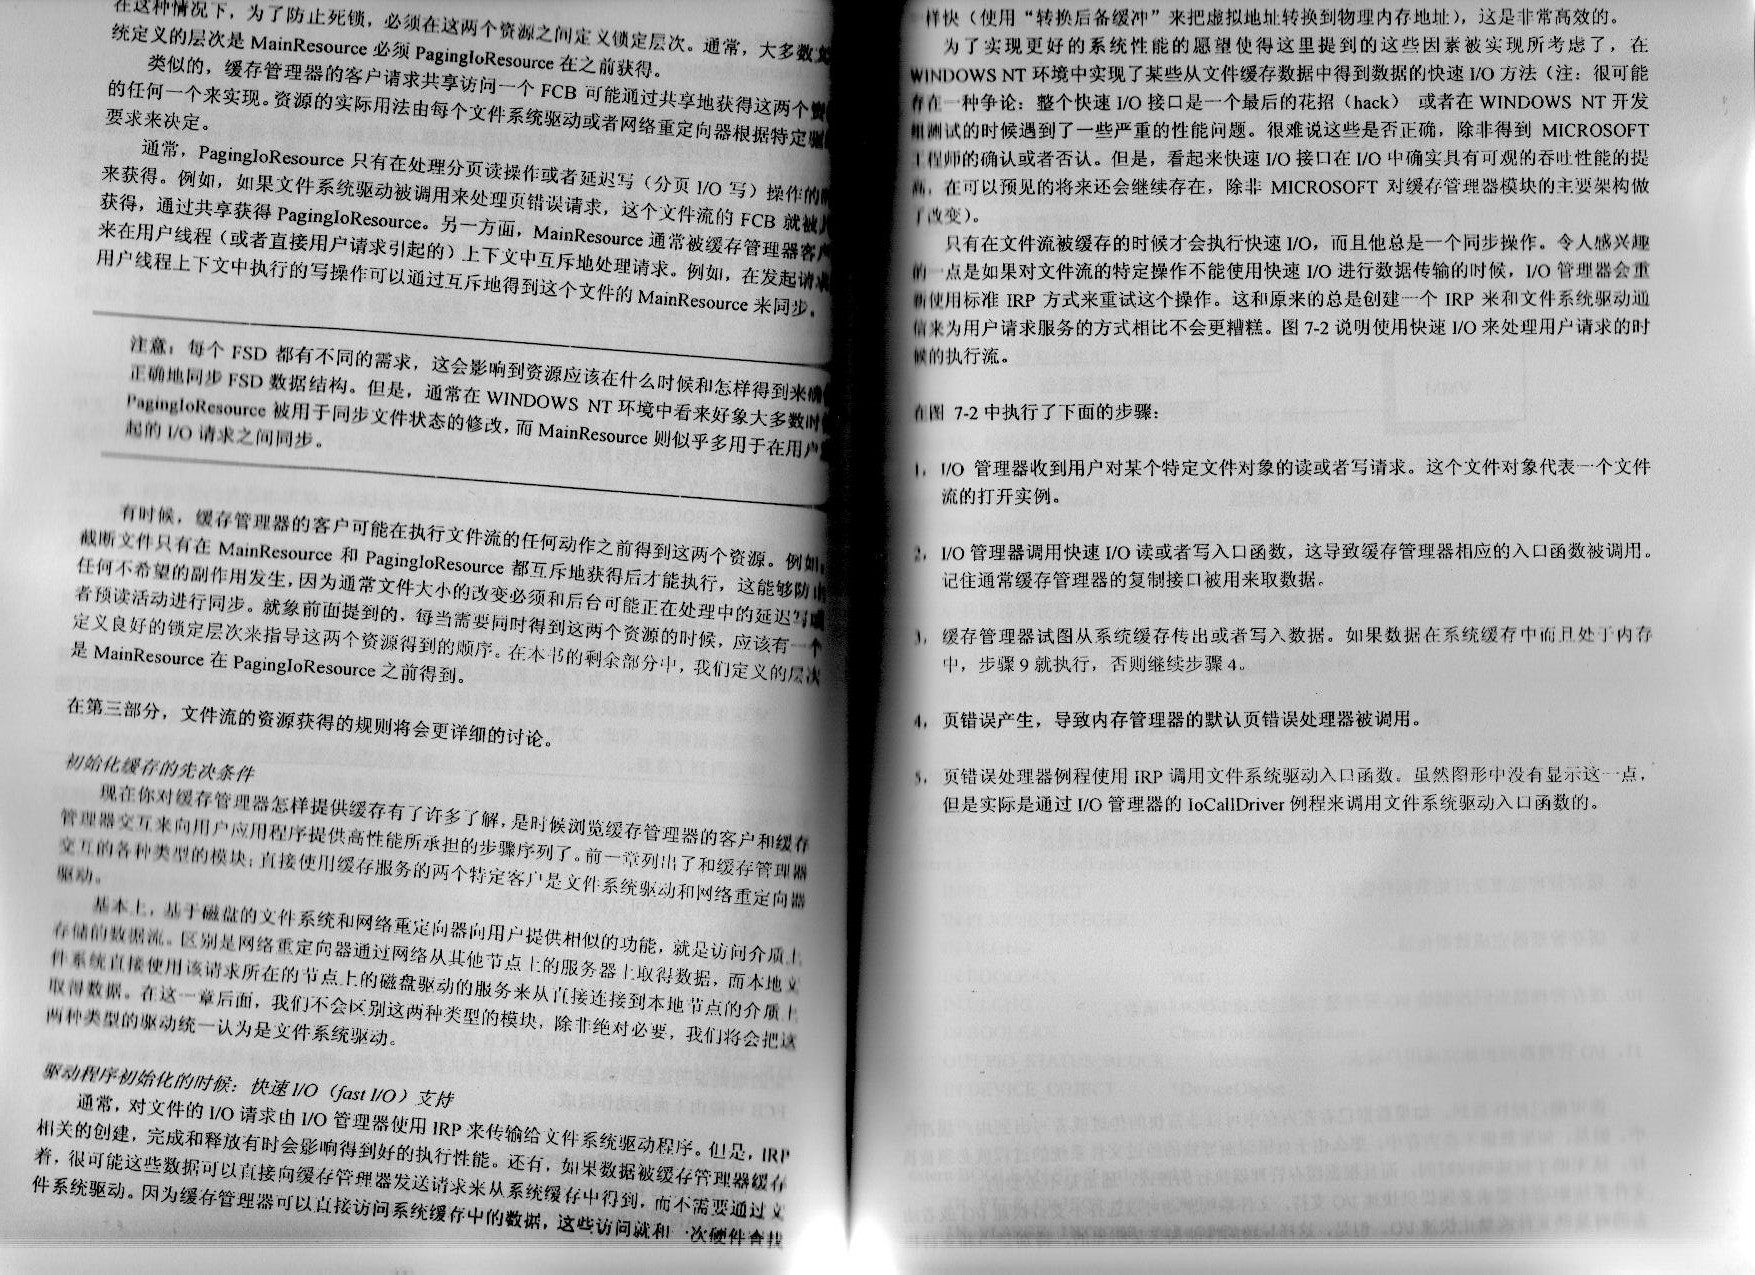 在这种情况下，为了防止死锁，必须在这两个资源之间定义锁定层次。通常，大多数
统定义的层次是 MainResource 必须 PagingIoResource 在之前获得。
类似的，缓存管理器的客户请求共享访问一个 FCB 可能通过共享地获得这两个
的任何一个来实现。资源的实际用法由每个文件系统驱动或者网络重定向器根据特定
要求来决定。
通常，PagingIoResource 只有在处理分页读操作或者延迟写（分页 I/O 写）操作的
来获得。例如，如果文件系统驱动被调用来处理页错误请求，这个文件流的 FCB 就被
获得，通过共享获得 PagingIoResource。另一方面，MainResource 通常被缓存管理器客
来在用户线程（或者直接用户请求引起的）上下文中互斥地处理请求。例如，在发起请
用户线程上下文中执行的写操作可以通过互斥地得到这个文件的 MainResource 来同步。
注意：每个 FSD 都有不同的需求，这会影响到资源应该在什么时候和怎样得到来
正确地同步 FSD 数据结构。但是，通常在 WINDOWS NT 环境中看来好象大多数时
PagingIoResource 被用于同步文件状态的修改，而 MainResource 则似乎多用于在用户
起的 I/O 请求之间同步。
有时候，缓存管理器的客户可能在执行文件流的任何动作之前得到这两个资源。例如，
截断文件只有在 MainResource 和 PagingIoResource 都互斥地获得后才能执行，这能够防
任何不希望的副作用发生，因为通常文件大小的改变必须和后台可能正在处理中的延迟写
者预读活动进行同步。就象前面提到的，每当需要同时得到这两个资源的时候，应该有一个
定义良好的锁定层次来指导这两个资源得到的顺序。在本书的剩余部分中，我们定义的层次
是 MainResource 在 PagingIoResource 之前得到。
在第三部分，文件流的资源获得的规则将会更详细的讨论。
初始化缓存的先决条件
现在你对缓存管理器怎样提供缓存有了许多了解，是时候浏览缓存管理器的客户和缓存
管理器交互来向用户应用程序提供高性能所承担的步骤序列了。前一章列出了和缓存管理器
交互的各种类型的模块；直接使用缓存服务的两个特定客户是文件系统驱动和网络重定向器
驱动。
基本上，基于磁盘的文件系统和网络重定向器向用户提供相似的功能，就是访问介质上
存储的数据流。区别是网络重定向器通过网络从其他节点上的服务器上取得数据，而本地文
件系统直接使用该请求所在的节点上的磁盘驱动的服务来从直接连接到本地节点的介质上
取得数据。在这一章后面，我们不会区别这两种类型的模块，除非绝对必要，我们将会把这
两种类型的驱动统一认为是文件系统驱动。
驱动程序初始化的时候：快速 I/O（fast I/O）支持
通常，对文件的 I/O 请求由 I/O 管理器使用 IRP 来传输给文件系统驱动程序。但是，IRP
相关的创建，完成和释放有时会影响得到好的执行性能。还有，如果数据被缓存管理器缓存
着，很可能这些数据可以直接向缓存管理器发送请求来从系统缓存中得到，而不需要通过文
件系统驱动。因为缓存管理器可以直接访问系统缓存中的数据，这些访问就和一次硬件查找
样快（使用“转换后备缓冲”来把虚拟地址转换到物理内存地址），这是非常高效的。
为了实现更好的系统性能的愿望使得这里提到的这些因素被实现所考虑了，在
WINDOWS NT 环境中实现了某些从文件缓存数据中得到数据的快速 I/O 方法（注：很可能
存在一种争论：整个快速 I/O 接口是一个最后的花招（hack） 或者在 WINDOWS NT 开发
测试的时候遇到了一些严重的性能问题。很难说这些是否正确，除非得到 MICROSOFT
工程师的确认或者否认。但是，看起来快速 I/O 接口在 I/O 中确实具有可观的吞吐性能的提
高，在可以预见的将来还会继续存在，除非 MICROSOFT 对缓存管理器模块的主要架构做
了改变）。
只有在文件流被缓存的时候才会执行快速 I/O，而且他总是一个同步操作。令人感兴趣
的一点是如果对文件流的特定操作不能使用快速 I/O 进行数据传输的时候，I/O 管理器会重
新使用标准 IRP 方式来重试这个操作。这和原来的总是创建一个 IRP 来和文件系统驱动通
信来为用户请求服务的方式相比不会更糟糕。图 7-2 说明使用快速 I/O 来处理用户请求的时
候的执行流。
在图 7-2 中执行了下面的步骤：
1. I/O 管理器收到用户对某个特定文件对象的读或者写请求。这个文件对象代表一个文件
流的打开实例。
2. I/O 管理器调用快速 I/O 读或者写入口函数，这导致缓存管理器相应的入口函数被调用。
记住通常缓存管理器的复制接口被用来取数据。
3. 缓存管理器试图从系统缓存传出或者写入数据。如果数据在系统缓存中而且处于内存
中，步骤 9 就执行，否则继续步骤 4。
4. 页错误产生，导致内存管理器的默认页错误处理器被调用。
5. 页错误处理器例程使用 IRP 调用文件系统驱动入口函数。虽然图形中没有显示这一点，
但是实际是通过 I/O 管理器的 IoCallDriver 例程来调用文件系统驱动入口函数的。